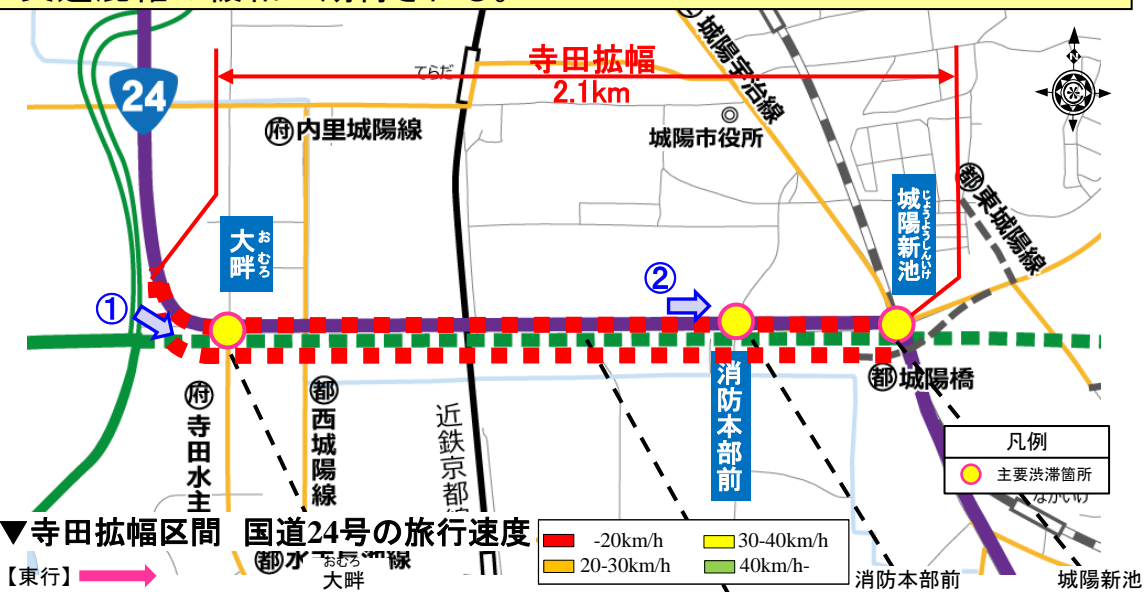 てらだ
寺田拡幅
2.1km
24
府内里城陽線
城陽宇治線
城陽市役所
N
都東城陽線
大畔
おむろ
城陽新池
じょうようしんいけ
①
②
消防本部前
都城陽橋
府寺田水主
都西城陽線
近鉄京都線
凡例
主要渋滞箇所
ながいけ
▼寺田拡幅区間 国道24号の旅行速度
-20km/h
30-40km/h
20-30km/h
40km/h-
【東行】
おむろ
大畔
消防本部前
城陽新池